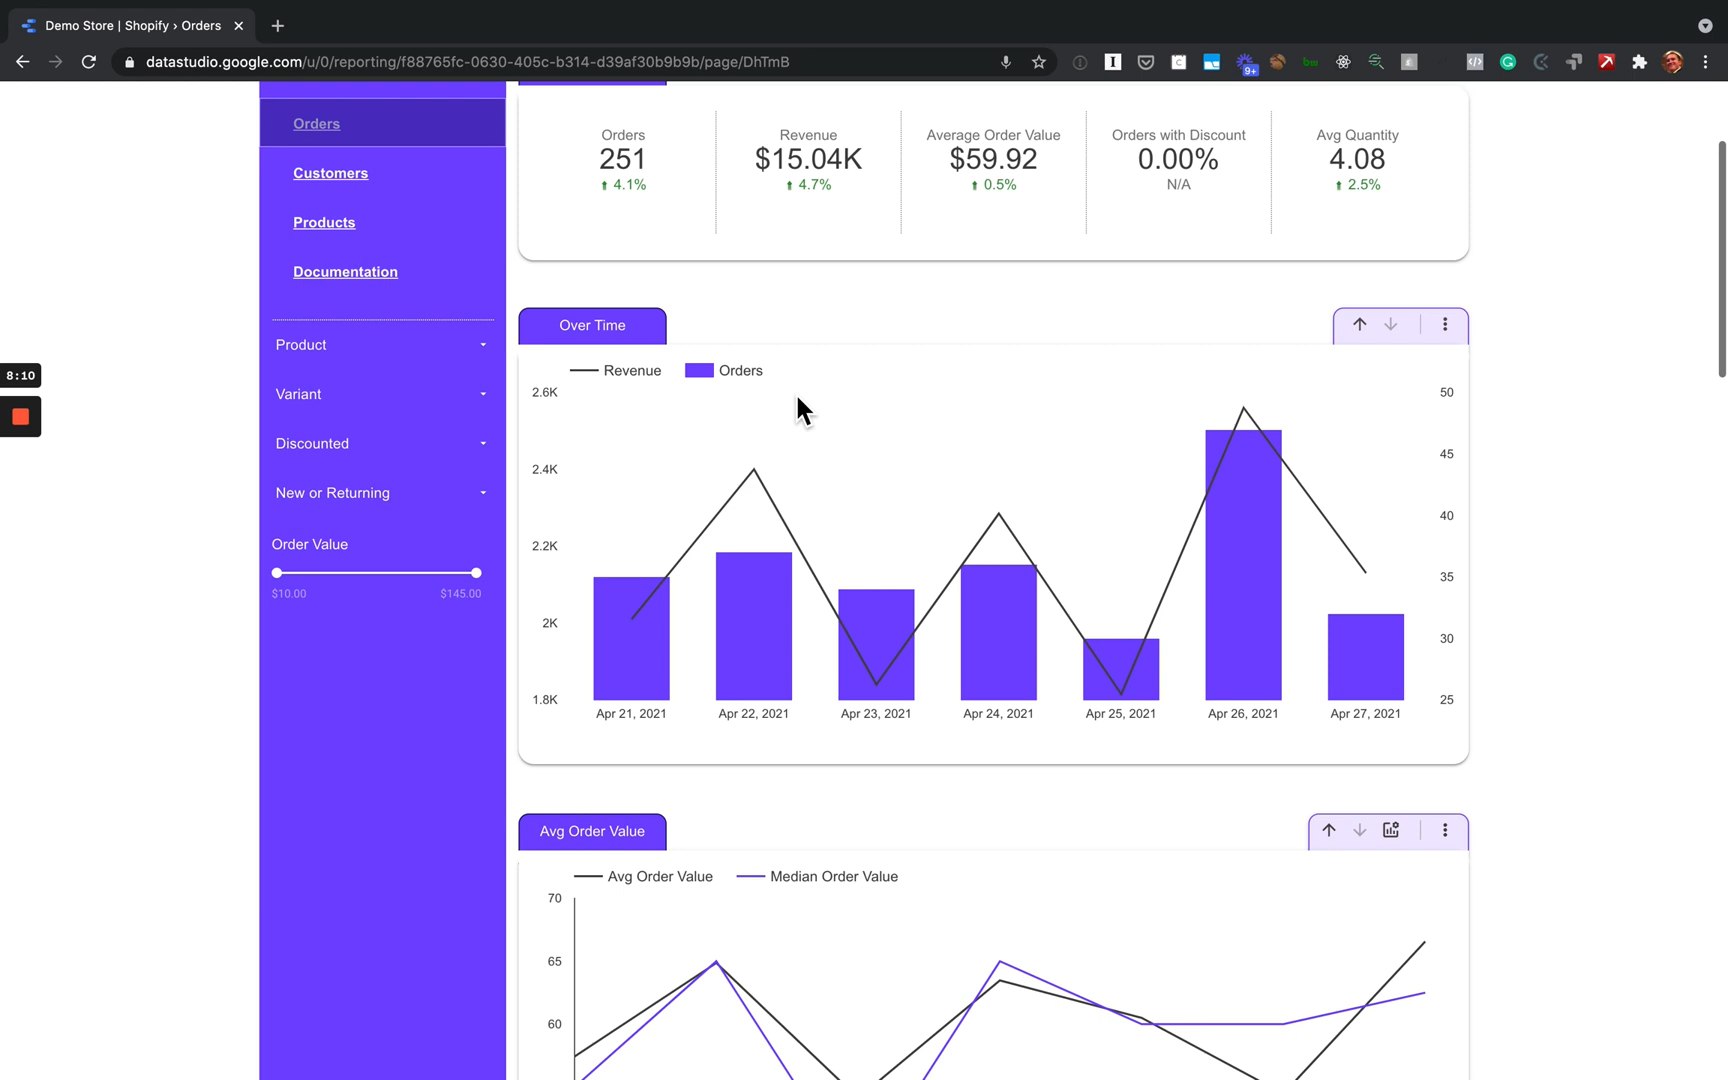 Demo Store | Shopify › Orders
datastudio.google.com/u/0/reporting/f88765fc-0630-405c-b314-d39af30b9b9b/page/DhTmB
9+
Orders
Customers
Products
Documentation
Product
Variant
Discounted
New or Returning
Order Value
$10.00 $145.00
8:10
Orders
251
4.1%
Revenue
$15.04K
4.7%
Average Order Value
$59.92
0.5%
Orders with Discount
0.00%
N/A
Avg Quantity
4.08
2.5%
Over Time
Revenue Orders
2.6K
2.4K
2.2K
2K
1.8K
50
45
40
35
30
25
Apr 21, 2021 Apr 22, 2021 Apr 23, 2021 Apr 24, 2021 Apr 25, 2021 Apr 26, 2021 Apr 27, 2021
Avg Order Value
Avg Order Value Median Order Value
70
65
60